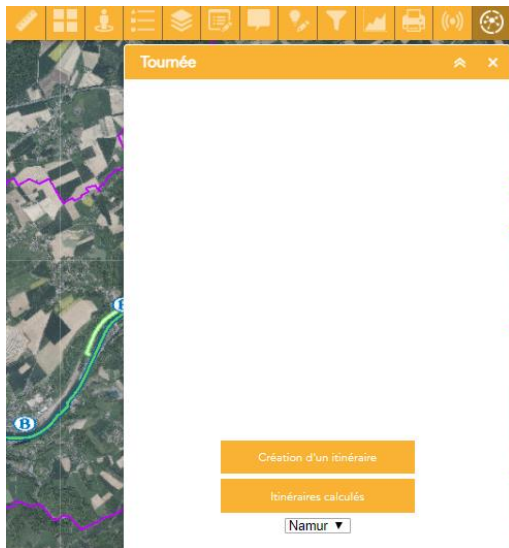 Tournée
B
B
Création d'un itinéraire
Itinéraires calculés
Namur ▼